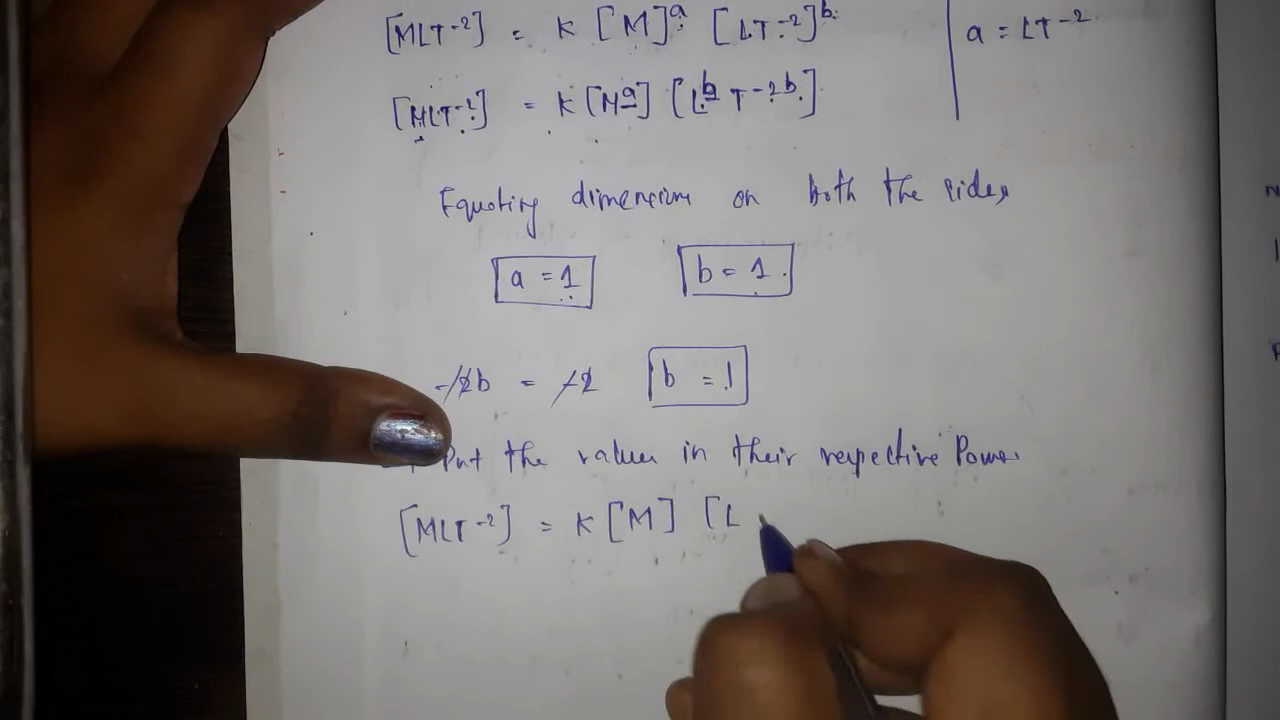 [MLT⁻²] = K [M]ᵃ [LT⁻²]ᵇ
a = LT⁻²
[MLT⁻²] = K [Mᵃ] [Lᵇ T⁻²ᵇ]
Equating dimension on both the sides
a = 1 b = 1
-2b = -2 b = 1
Put the values in their respective Power
[MLT⁻²] = K [M] [L